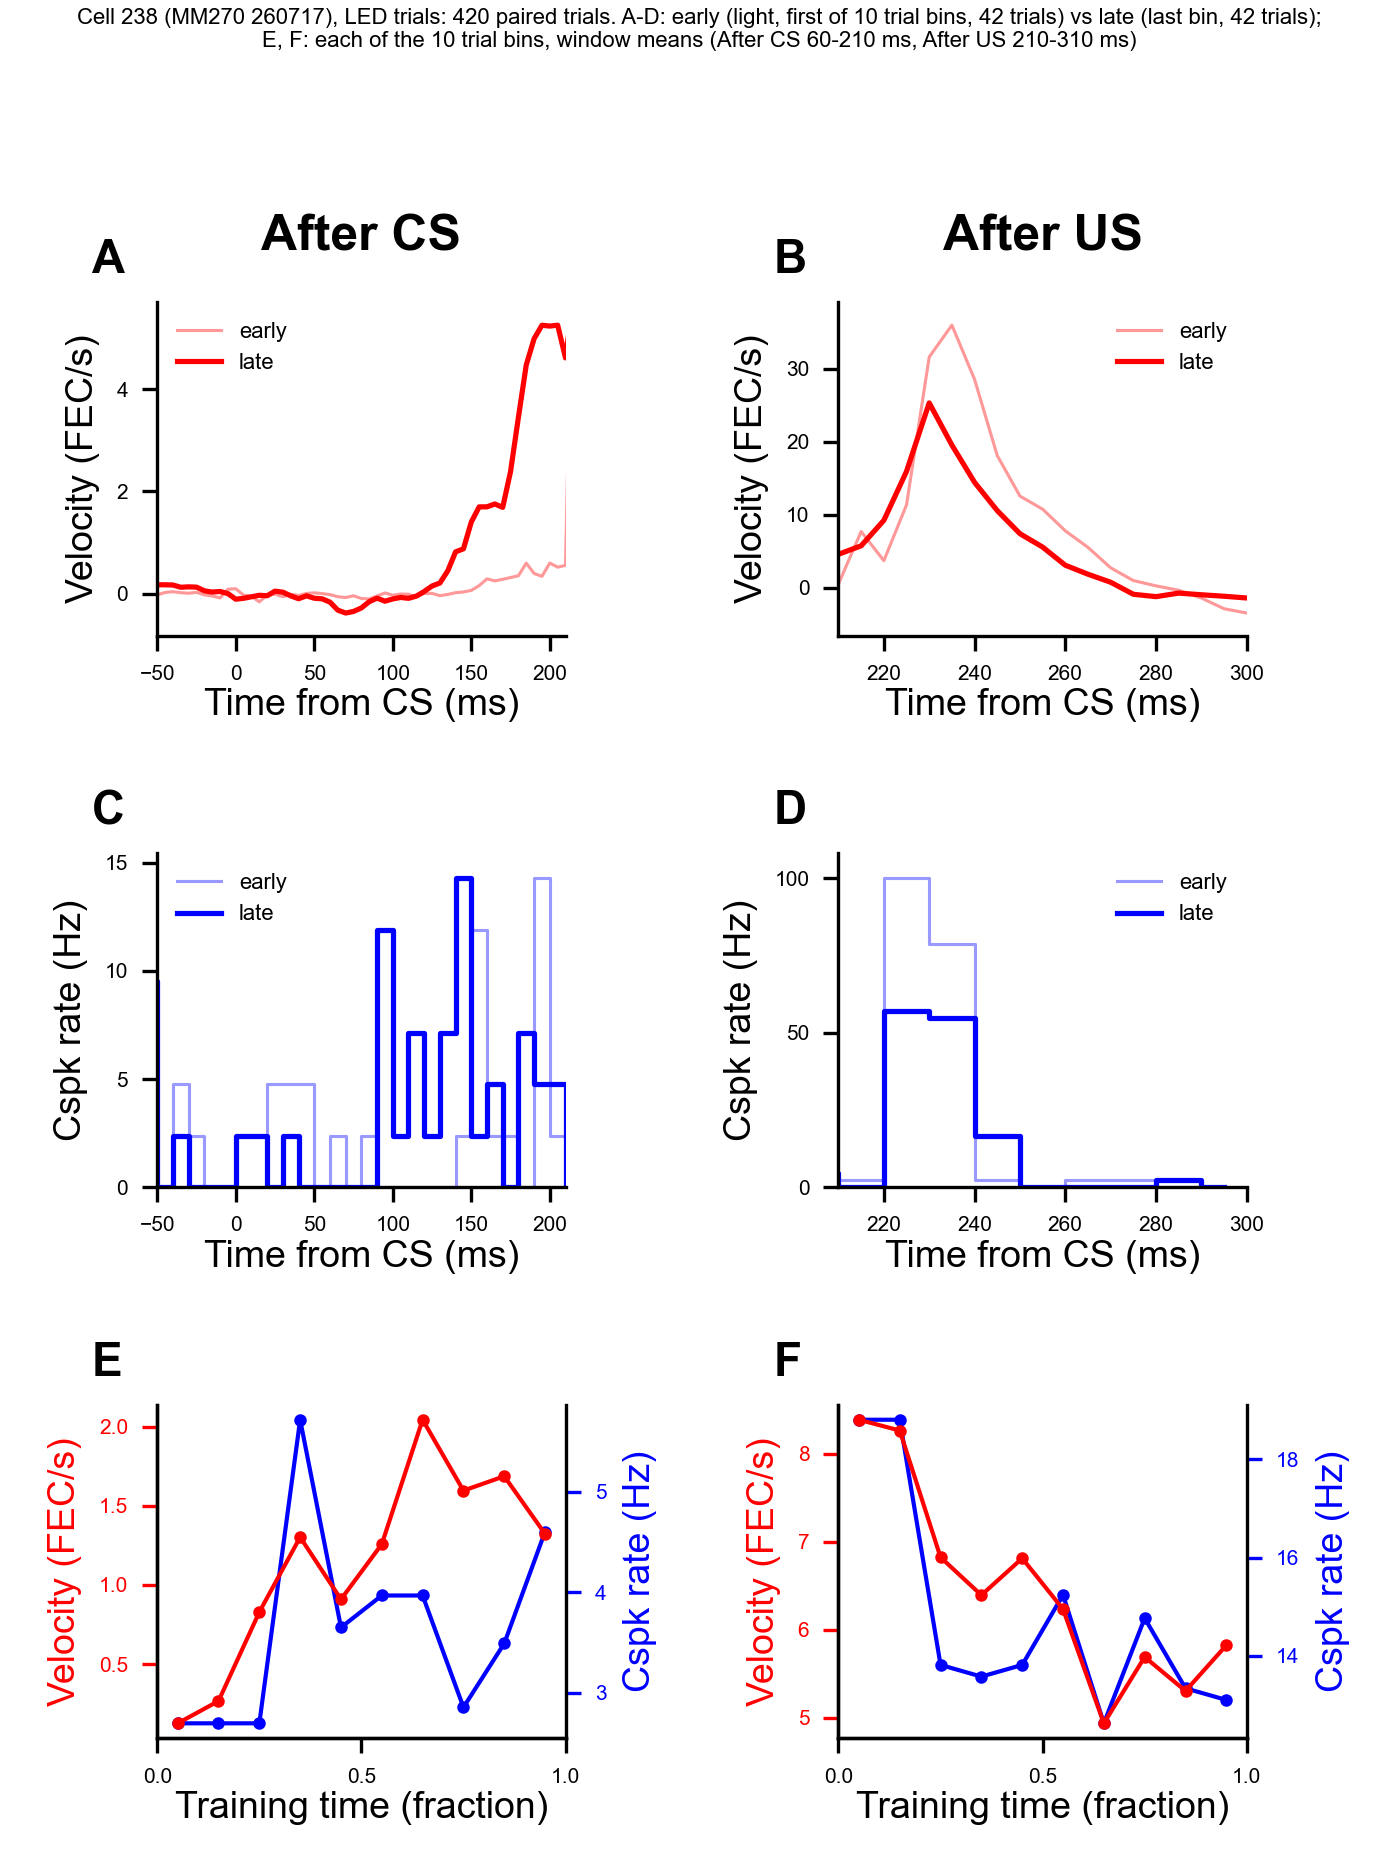 Cell 238 (MM270 260717), LED trials: 420 paired trials. A-D: early (light, first of 10 trial bins, 42 trials) vs late (last bin, 42 trials);
E, F: each of the 10 trial bins, window means (After CS 60-210 ms, After US 210-310 ms)
After CS
After US
A
B
Velocity (FEC/s)
4
2
0
early
late
−50 0 50 100 150 200
Time from CS (ms)
Velocity (FEC/s)
30
20
10
0
early
late
220 240 260 280 300
Time from CS (ms)
C
D
Cspk rate (Hz)
15
10
5
0
early
late
−50 0 50 100 150 200
Time from CS (ms)
Cspk rate (Hz)
100
50
0
early
late
220 240 260 280 300
Time from CS (ms)
E
F
Velocity (FEC/s)
2.0
1.5
1.0
0.5
5
4
3
Cspk rate (Hz)
0.0 0.5 1.0
Training time (fraction)
Velocity (FEC/s)
8
7
6
5
18
16
14
Cspk rate (Hz)
0.0 0.5 1.0
Training time (fraction)